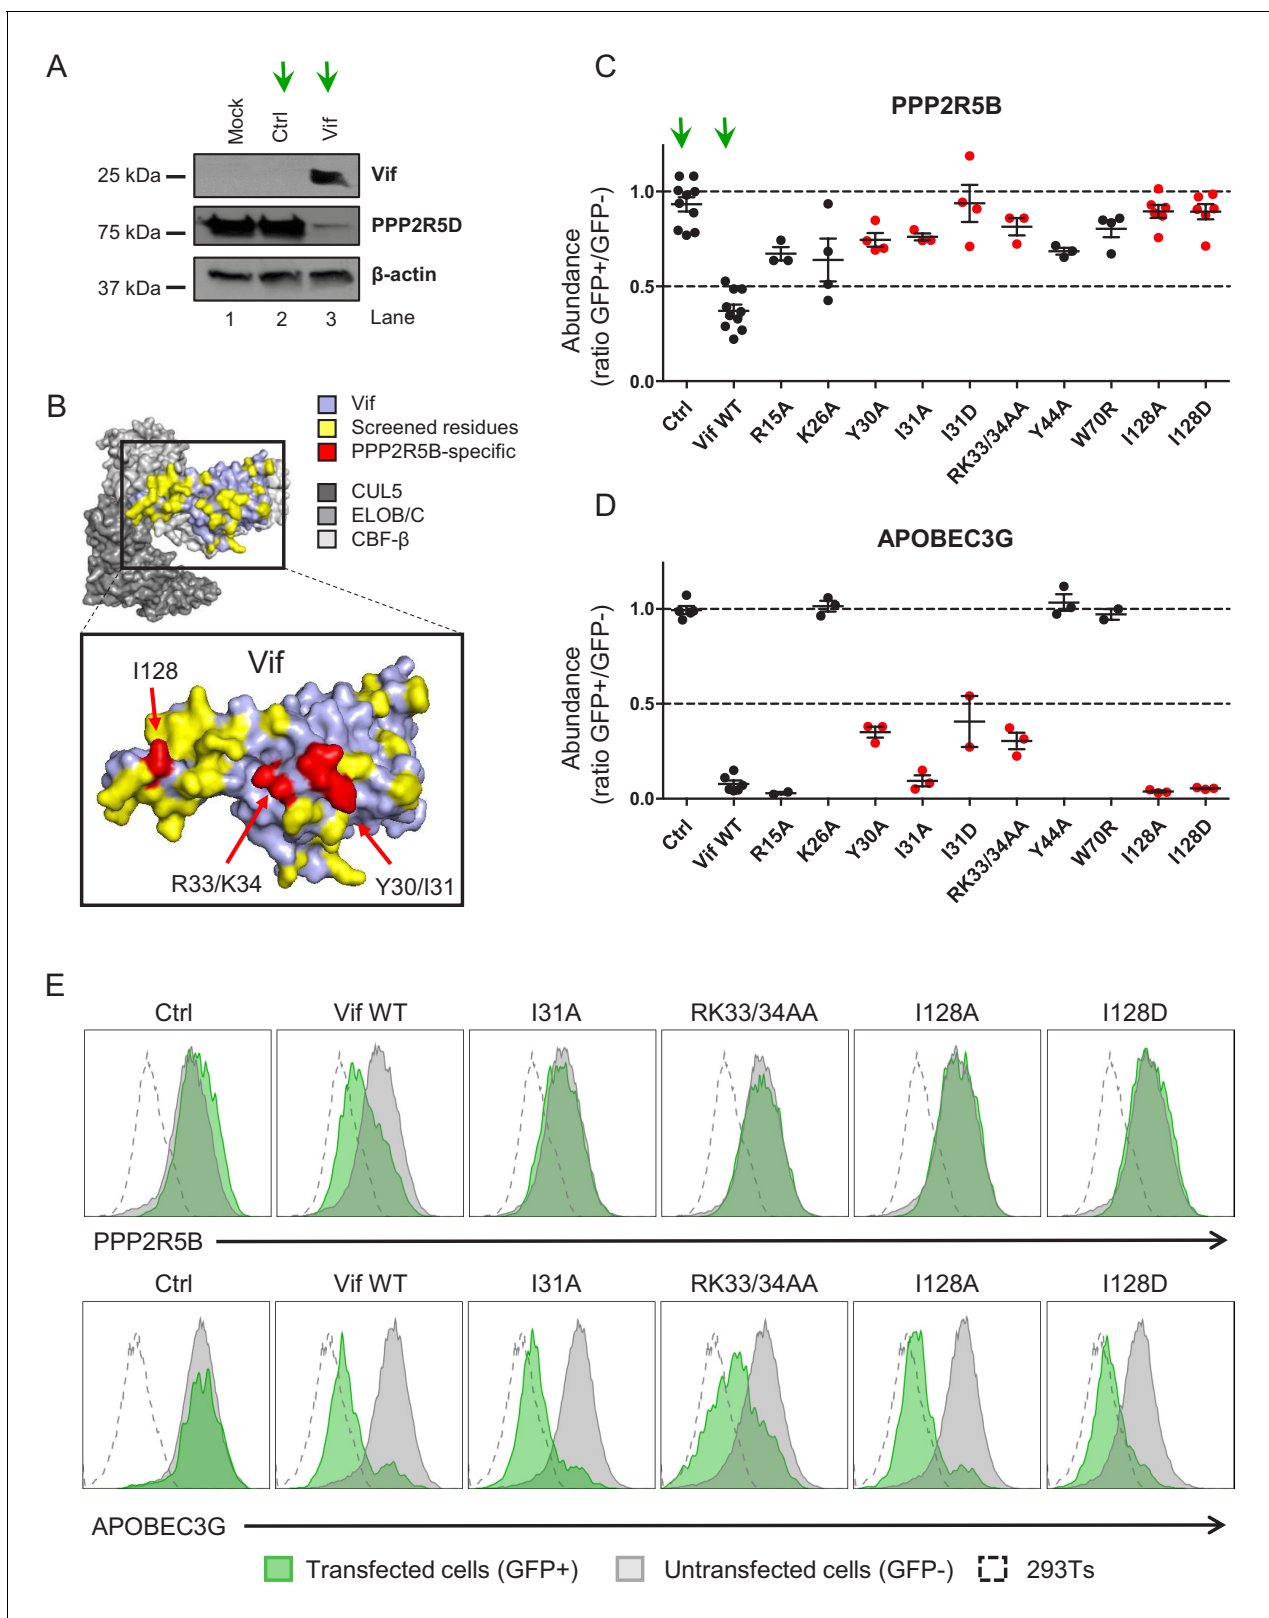 A
Mock
Ctrl
Vif
25 kDa
Vif
75 kDa
PPP2R5D
37 kDa
β-actin
1 2 3 Lane
B
Vif
Screened residues
PPP2R5B-specific
CUL5
ELOB/C
CBF-β
Vif
I128
R33/K34
Y30/I31
C
PPP2R5B
Abundance
(ratio GFP+/GFP-)
1.0
0.5
0.0
Ctrl
Vif WT
R15A
K26A
Y30A
I31A
I31D
RK33/34AA
Y44A
W70R
I128A
I128D
D
APOBEC3G
Abundance
(ratio GFP+/GFP-)
1.0
0.5
0.0
Ctrl
Vif WT
R15A
K26A
Y30A
I31A
I31D
RK33/34AA
Y44A
W70R
I128A
I128D
E
Ctrl Vif WT I31A RK33/34AA I128A I128D
PPP2R5B
Ctrl Vif WT I31A RK33/34AA I128A I128D
APOBEC3G
Transfected cells (GFP+) Untransfected cells (GFP-) 293Ts